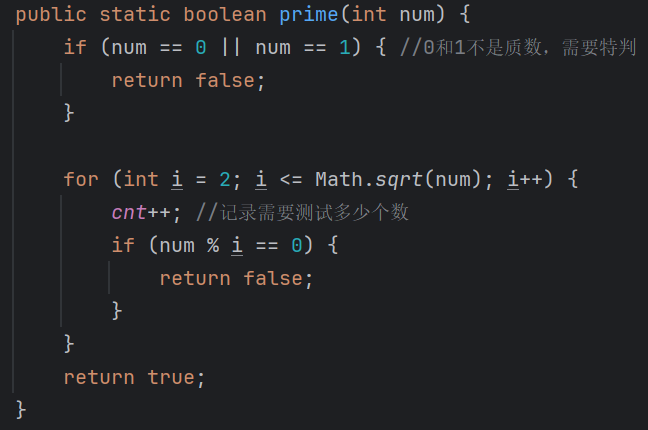 public static boolean prime(int num) {
    if (num == 0 || num == 1) { //0和1不是质数，需要特判
        return false;
    }

    for (int i = 2; i <= Math.sqrt(num); i++) {
        cnt++; //记录需要测试多少个数
        if (num % i == 0) {
            return false;
        }
    }
    return true;
}